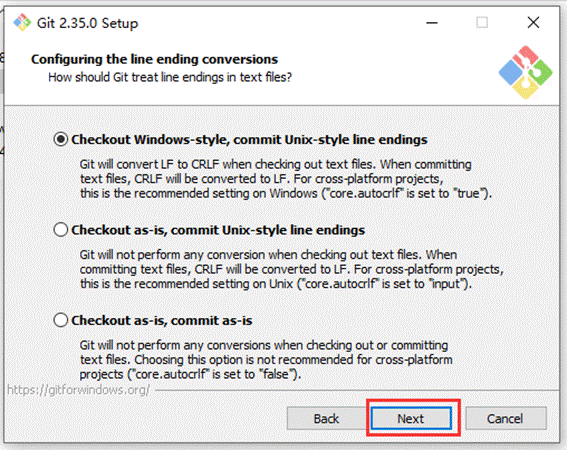 Git 2.35.0 Setup
Configuring the line ending conversions
How should Git treat line endings in text files?
Checkout Windows-style, commit Unix-style line endings
Git will convert LF to CRLF when checking out text files. When committing
text files, CRLF will be converted to LF. For cross-platform projects,
this is the recommended setting on Windows ("core.autocrlf" is set to "true").
Checkout as-is, commit Unix-style line endings
Git will not perform any conversion when checking out text files. When
committing text files, CRLF will be converted to LF. For cross-platform projects,
this is the recommended setting on Unix ("core.autocrlf" is set to "input").
Checkout as-is, commit as-is
Git will not perform any conversions when checking out or committing
text files. Choosing this option is not recommended for cross-platform
projects ("core.autocrlf" is set to "false").
https://gitforwindows.org/
Back
Next
Cancel